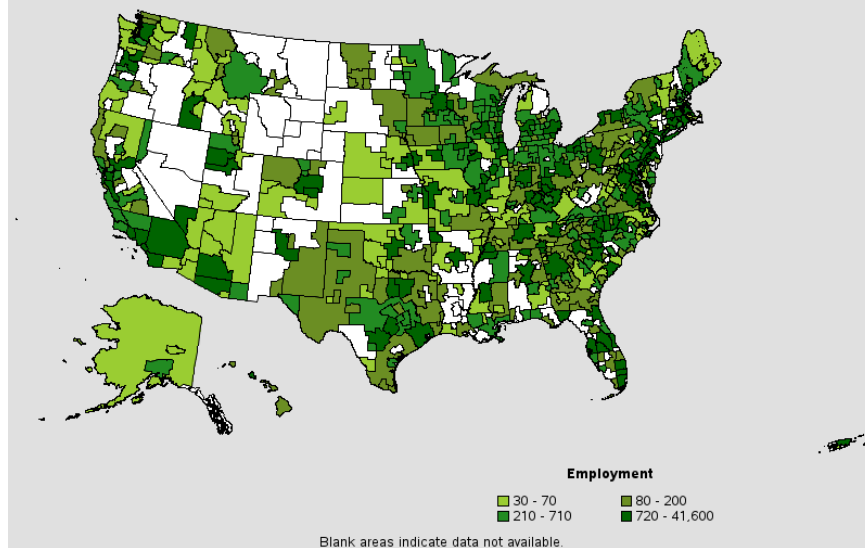 Employment
30 - 70 80 - 200
210 - 710 720 - 41,600
Blank areas indicate data not available.